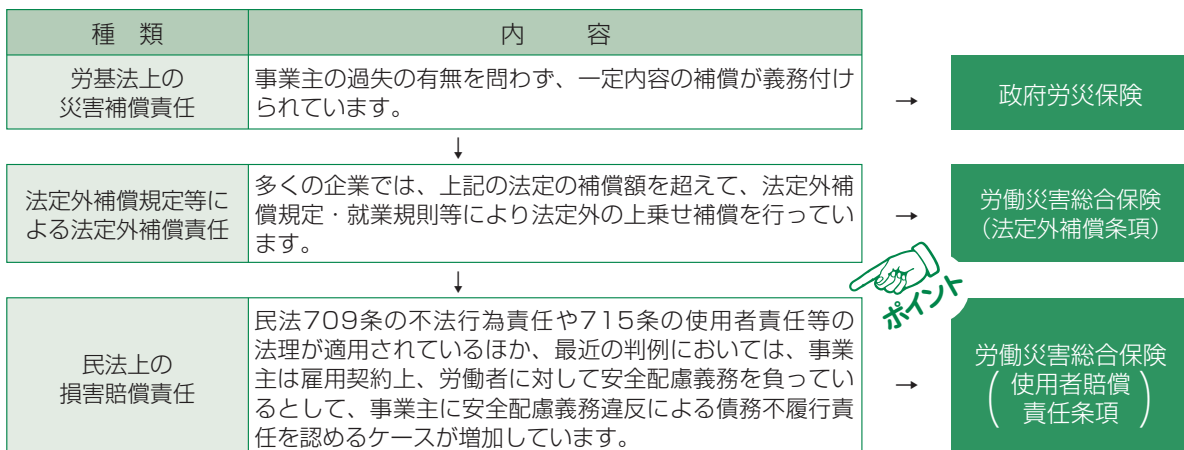 種　類
内　　　容
労基法上の
災害補償責任
事業主の過失の有無を問わず、一定内容の補償が義務付け
られています。
→
政府労災保険
↓
法定外補償規定等に
よる法定外補償責任
多くの企業では、上記の法定の補償額を超えて、法定外補
償規定・就業規則等により法定外の上乗せ補償を行ってい
ます。
→
労働災害総合保険
（法定外補償条項）
↓
ポイント
民法上の
損害賠償責任
民法709条の不法行為責任や715条の使用者責任等の
法理が適用されているほか、最近の判例においては、事業
主は雇用契約上、労働者に対して安全配慮義務を負ってい
るとして、事業主に安全配慮義務違反による債務不履行責
任を認めるケースが増加しています。
→
労働災害総合保険
（使用者賠償
責任条項）